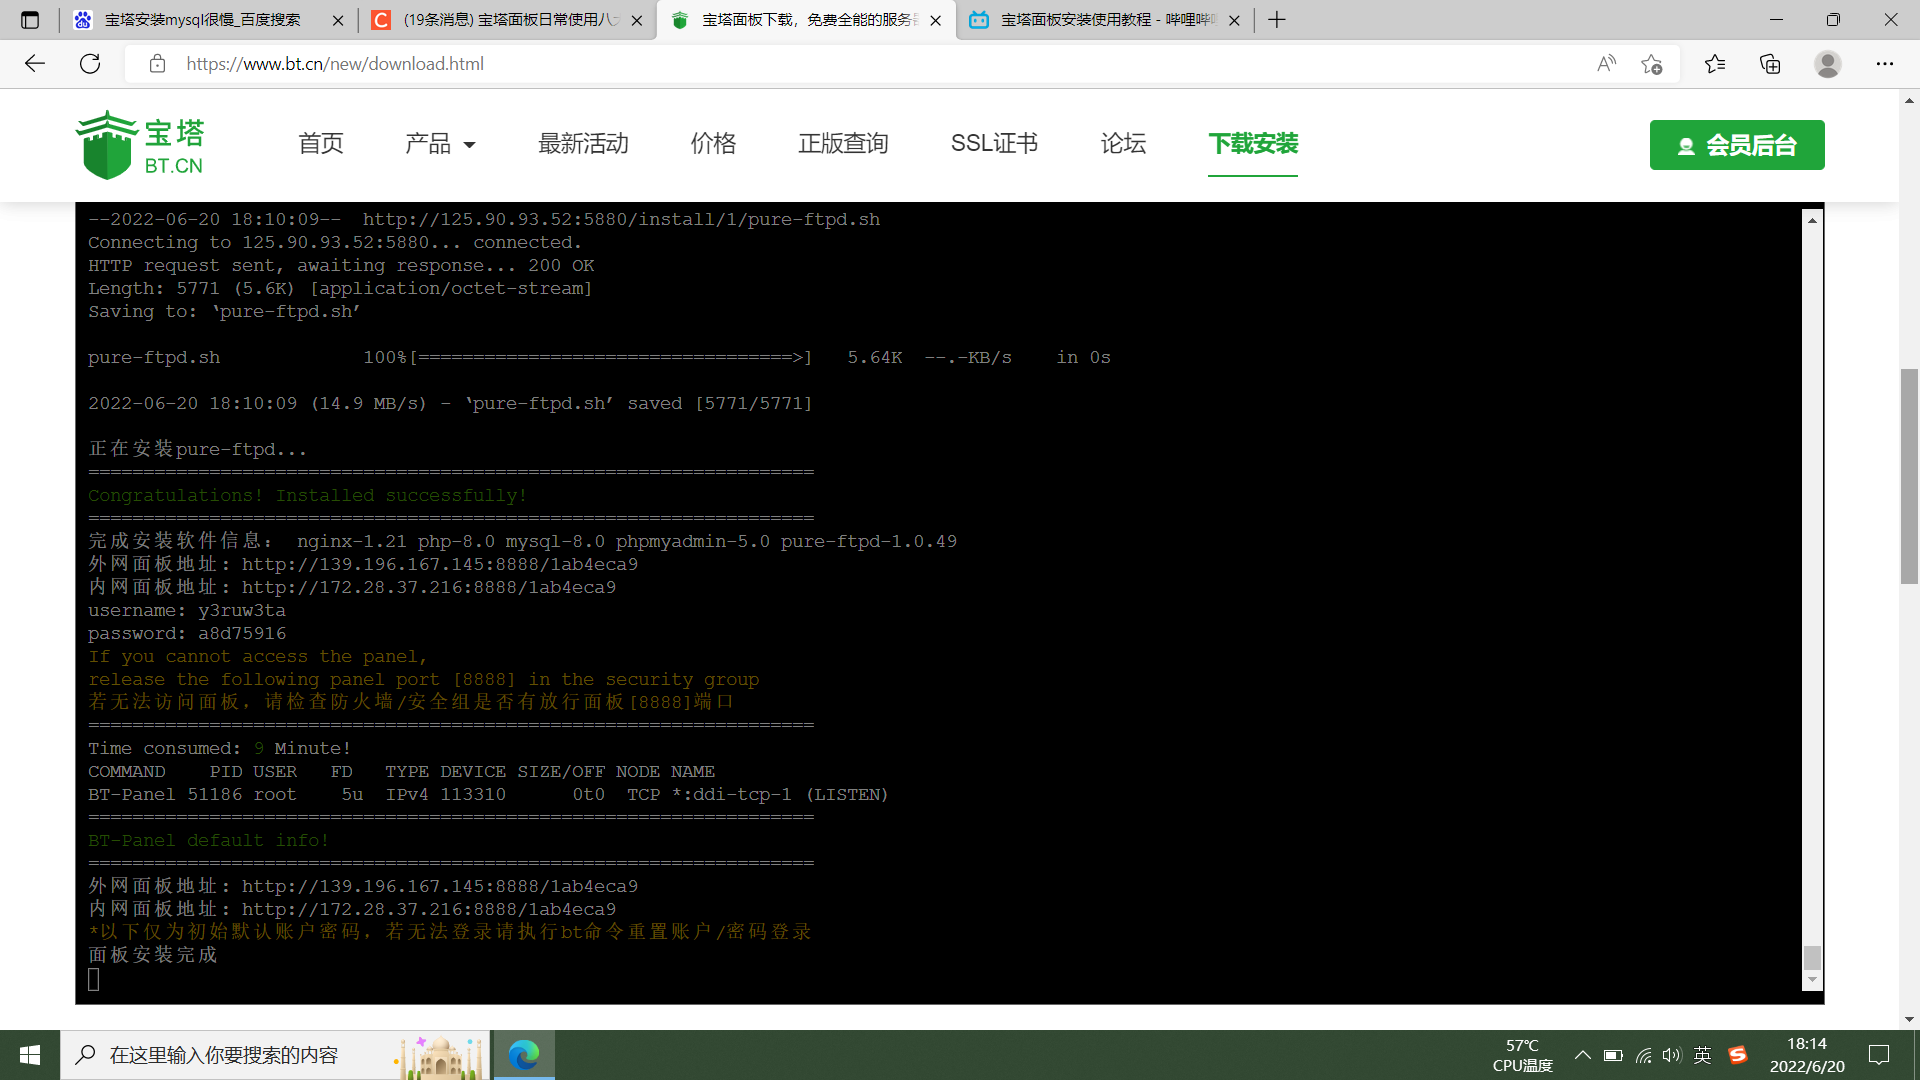 宝塔安装mysql很慢_百度搜索
(19条消息) 宝塔面板日常使用八
宝塔面板下载，免费全能的服务
宝塔面板安装使用教程 - 哔哩哔
https://www.bt.cn/new/download.html
宝塔
BT.CN
首页
产品
最新活动
价格
正版查询
SSL证书
论坛
下载安装
会员后台
--2022-06-20 18:10:09-- http://125.90.93.52:5880/install/1/pure-ftpd.sh
Connecting to 125.90.93.52:5880... connected.
HTTP request sent, awaiting response... 200 OK
Length: 5771 (5.6K) [application/octet-stream]
Saving to: ‘pure-ftpd.sh’
pure-ftpd.sh 100%[==================================>] 5.64K --.-KB/s in 0s
2022-06-20 18:10:09 (14.9 MB/s) - ‘pure-ftpd.sh’ saved [5771/5771]
正在安装pure-ftpd...
==================================================================
Congratulations! Installed successfully!
==================================================================
完成安装软件信息： nginx-1.21 php-8.0 mysql-8.0 phpmyadmin-5.0 pure-ftpd-1.0.49
外网面板地址: http://139.196.167.145:8888/1ab4eca9
内网面板地址: http://172.28.37.216:8888/1ab4eca9
username: y3ruw3ta
password: a8d75916
If you cannot access the panel,
release the following panel port [8888] in the security group
若无法访问面板，请检查防火墙/安全组是否有放行面板[8888]端口
==================================================================
Time consumed: 9 Minute!
COMMAND PID USER FD TYPE DEVICE SIZE/OFF NODE NAME
BT-Panel 51186 root 5u IPv4 113310 0t0 TCP *:ddi-tcp-1 (LISTEN)
==================================================================
BT-Panel default info!
==================================================================
外网面板地址: http://139.196.167.145:8888/1ab4eca9
内网面板地址: http://172.28.37.216:8888/1ab4eca9
*以下仅为初始默认账户密码，若无法登录请执行bt命令重置账户/密码登录
面板安装完成
在这里输入你要搜索的内容
57℃
CPU温度
英
18:14
2022/6/20